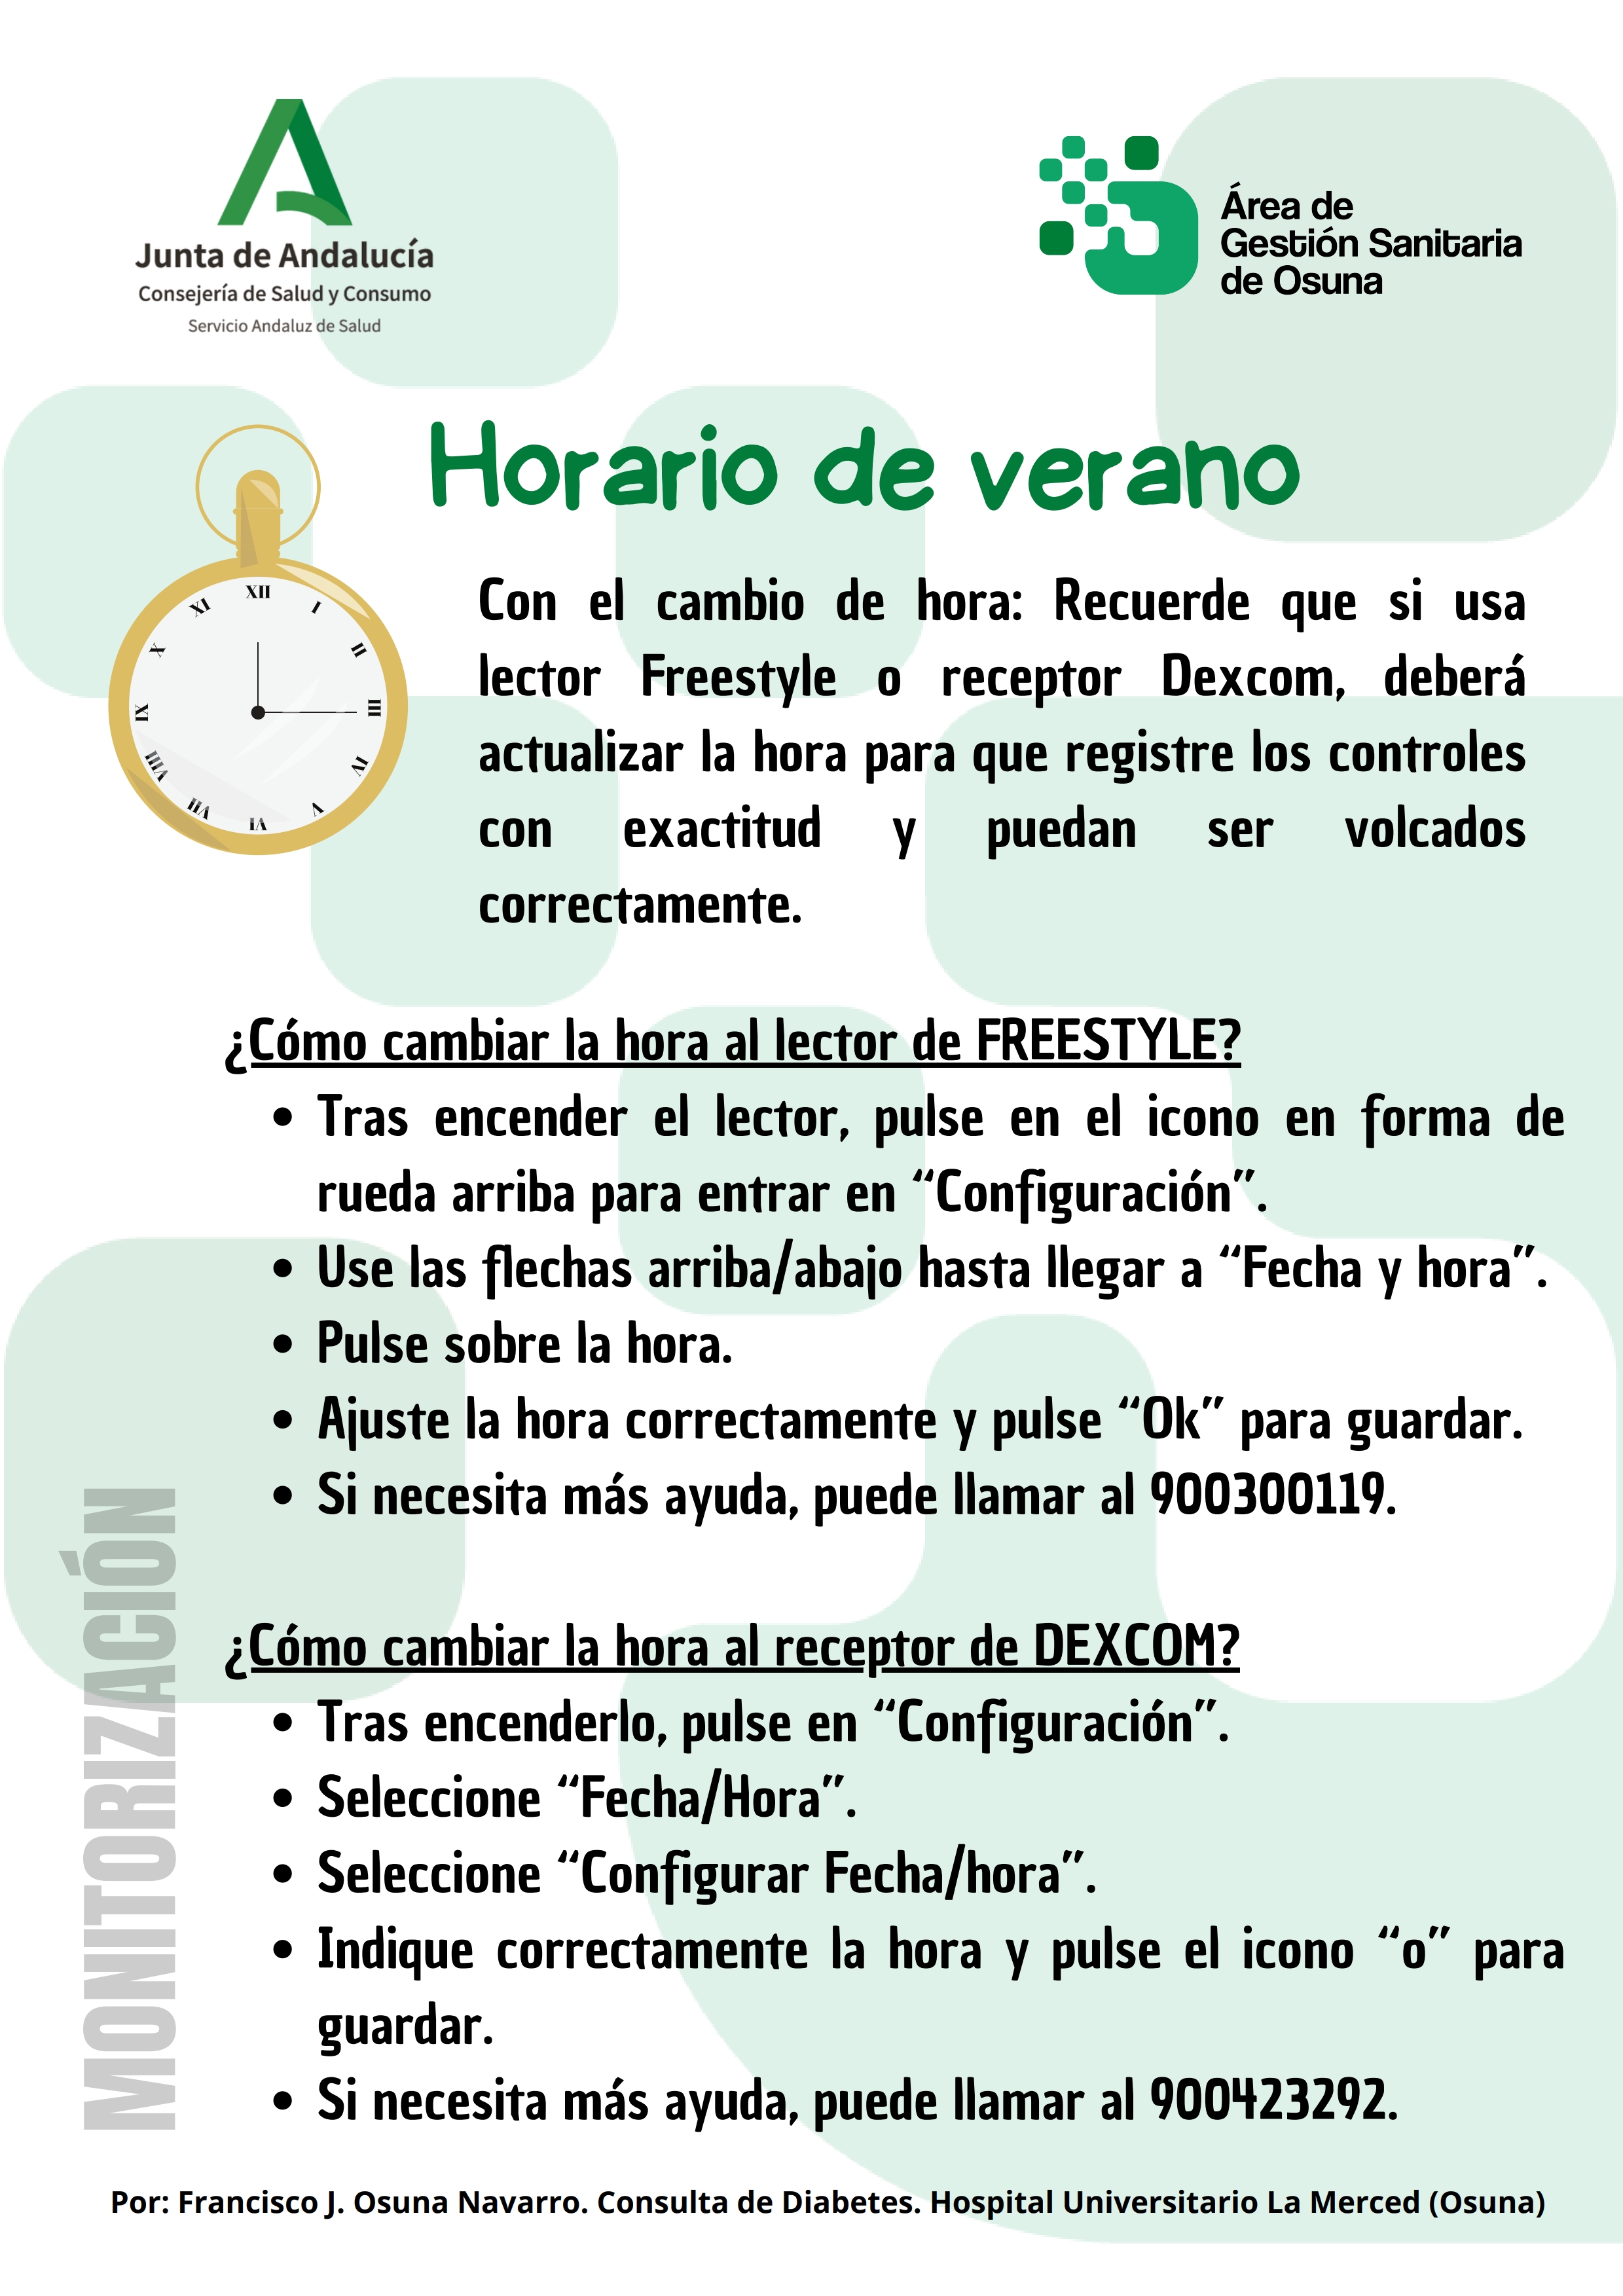 Junta de Andalucía
Consejería de Salud y Consumo
Servicio Andaluz de Salud
Área de
Gestión Sanitaria
de Osuna
Horario de verano
XII
I
II
III
IV
V
VI
VII
VIII
IX
X
XI
Con el cambio de hora: Recuerde que si usa
lector Freestyle o receptor Dexcom, deberá
actualizar la hora para que registre los controles
con exactitud y puedan ser volcados
correctamente.
¿Cómo cambiar la hora al lector de FREESTYLE?
• Tras encender el lector, pulse en el icono en forma de
rueda arriba para entrar en “Configuración”.
• Use las flechas arriba/abajo hasta llegar a “Fecha y hora”.
• Pulse sobre la hora.
• Ajuste la hora correctamente y pulse “Ok” para guardar.
• Si necesita más ayuda, puede llamar al 900300119.
¿Cómo cambiar la hora al receptor de DEXCOM?
• Tras encenderlo, pulse en “Configuración”.
• Seleccione “Fecha/Hora”.
• Seleccione “Configurar Fecha/hora”.
• Indique correctamente la hora y pulse el icono “o” para
guardar.
• Si necesita más ayuda, puede llamar al 900423292.
MONITORIZACIÓN
Por: Francisco J. Osuna Navarro. Consulta de Diabetes. Hospital Universitario La Merced (Osuna)